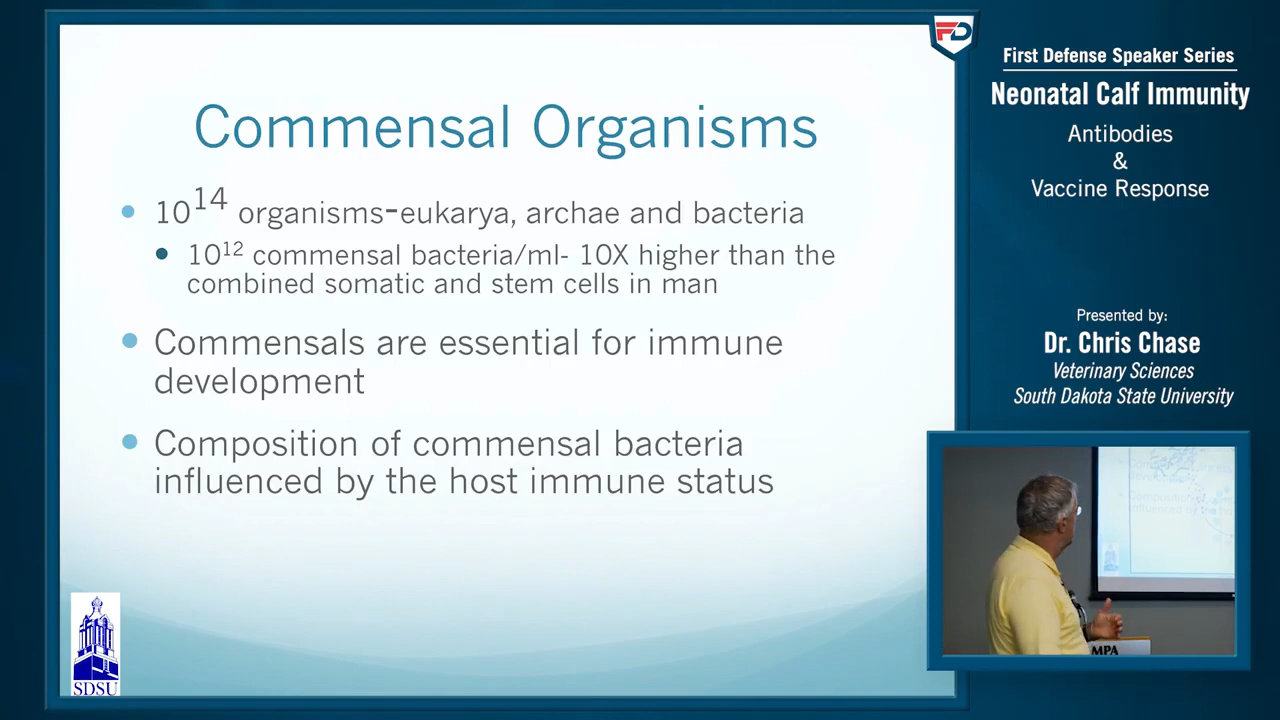 Commensal Organisms
10^14 organisms-eukarya, archae and bacteria
10^12 commensal bacteria/ml- 10X higher than the
combined somatic and stem cells in man
Commensals are essential for immune
development
Composition of commensal bacteria
influenced by the host immune status
SDSU
FD
First Defense Speaker Series
Neonatal Calf Immunity
Antibodies
&
Vaccine Response
Presented by:
Dr. Chris Chase
Veterinary Sciences
South Dakota State University
MPA